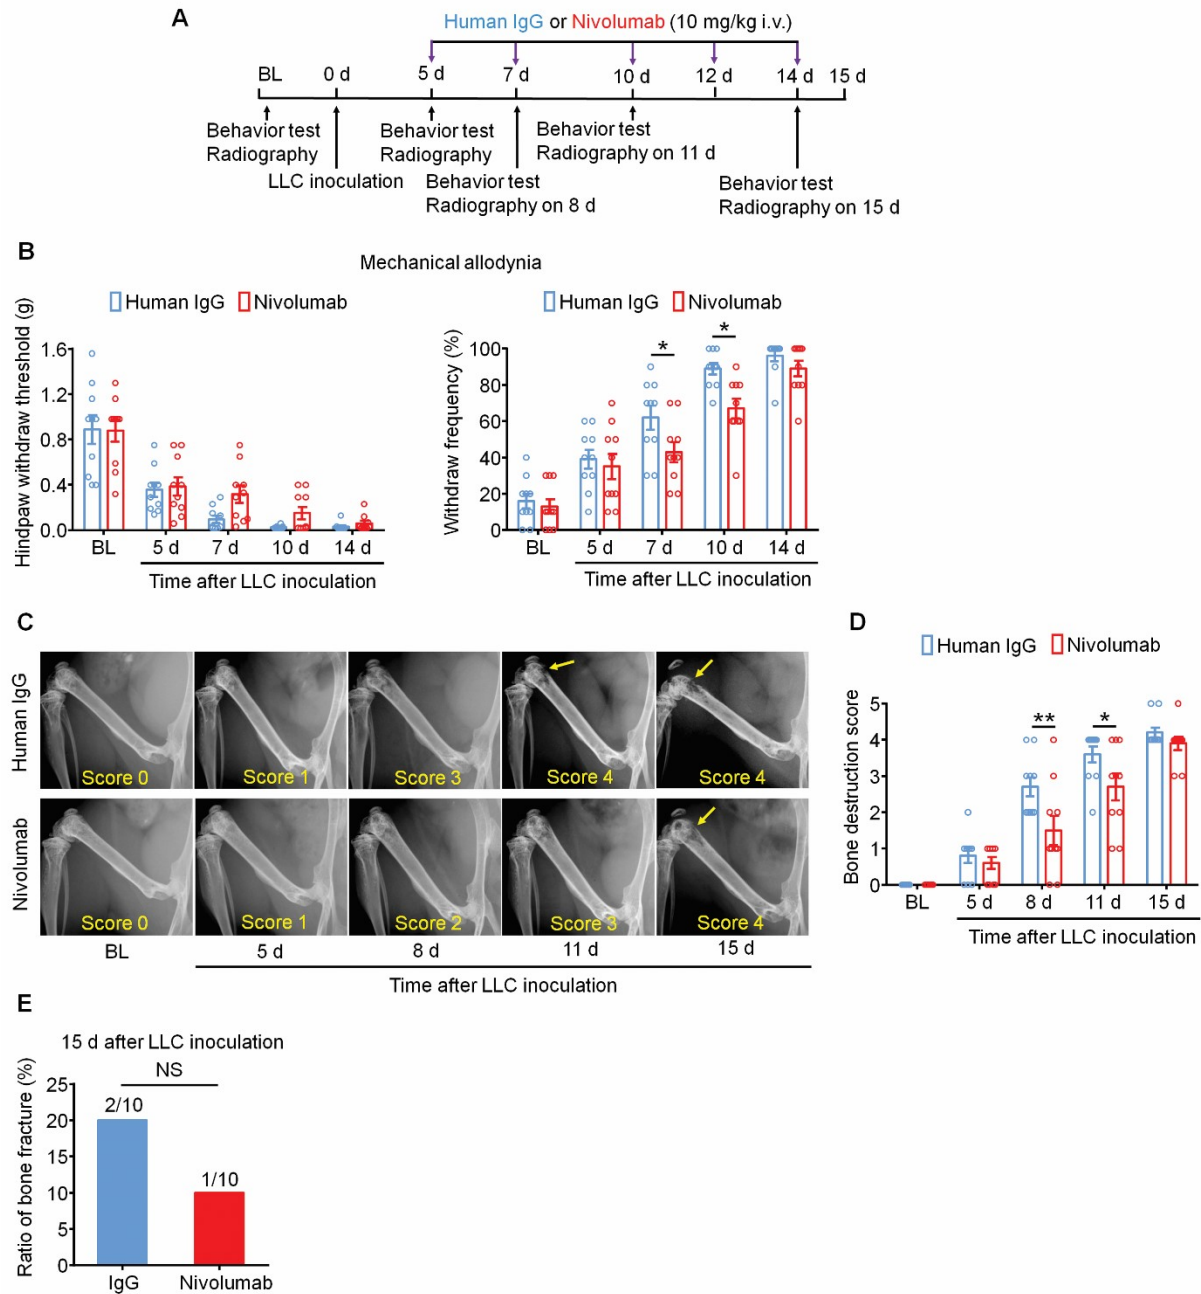 A
Human IgG or Nivolumab (10 mg/kg i.v.)
BL 0 d 5 d 7 d 10 d 12 d 14 d 15 d
Behavior test
Radiography
LLC inoculation
Behavior test
Radiography
Behavior test
Radiography on 8 d
Behavior test
Radiography on 11 d
Behavior test
Radiography on 15 d
B
Mechanical allodynia
Human IgG Nivolumab
Hindpaw withdraw threshold (g)
1.6
1.2
0.8
0.4
0.0
BL 5 d 7 d 10 d 14 d
Time after LLC inoculation
Human IgG Nivolumab
Withdraw frequency (%)
100
80
60
40
20
0
* *
BL 5 d 7 d 10 d 14 d
Time after LLC inoculation
C
Human IgG
Score 0 Score 1 Score 3 Score 4 Score 4
Nivolumab
Score 0 Score 1 Score 2 Score 3 Score 4
BL 5 d 8 d 11 d 15 d
Time after LLC inoculation
D
Human IgG Nivolumab
Bone destruction score
5
4
3
2
1
0
** *
BL 5 d 8 d 11 d 15 d
Time after LLC inoculation
E
15 d after LLC inoculation
Ratio of bone fracture (%)
NS
25
20
15
10
5
0
2/10
1/10
IgG Nivolumab